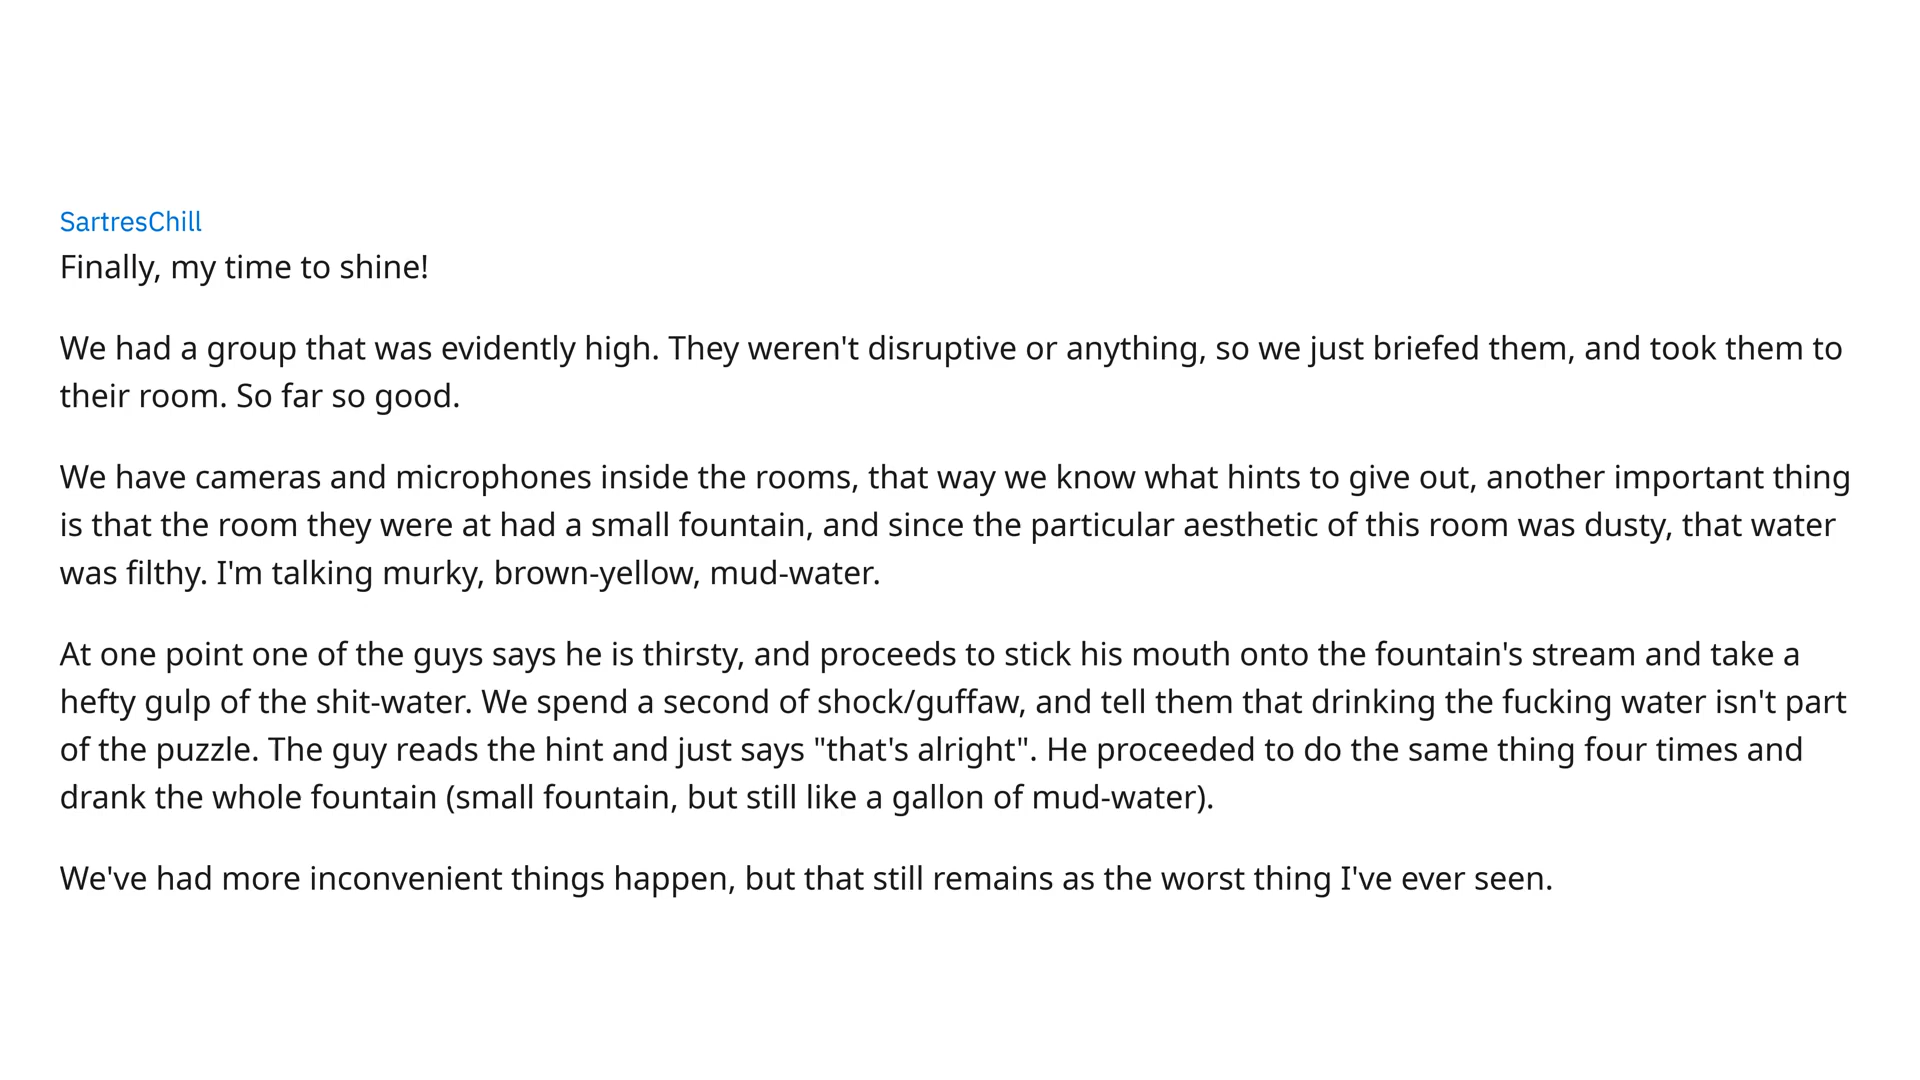 SartresChill
Finally, my time to shine!
We had a group that was evidently high. They weren't disruptive or anything, so we just briefed them, and took them to
their room. So far so good.
We have cameras and microphones inside the rooms, that way we know what hints to give out, another important thing
is that the room they were at had a small fountain, and since the particular aesthetic of this room was dusty, that water
was filthy. I'm talking murky, brown-yellow, mud-water.
At one point one of the guys says he is thirsty, and proceeds to stick his mouth onto the fountain's stream and take a
hefty gulp of the shit-water. We spend a second of shock/guffaw, and tell them that drinking the fucking water isn't part
of the puzzle. The guy reads the hint and just says "that's alright". He proceeded to do the same thing four times and
drank the whole fountain (small fountain, but still like a gallon of mud-water).
We've had more inconvenient things happen, but that still remains as the worst thing I've ever seen.